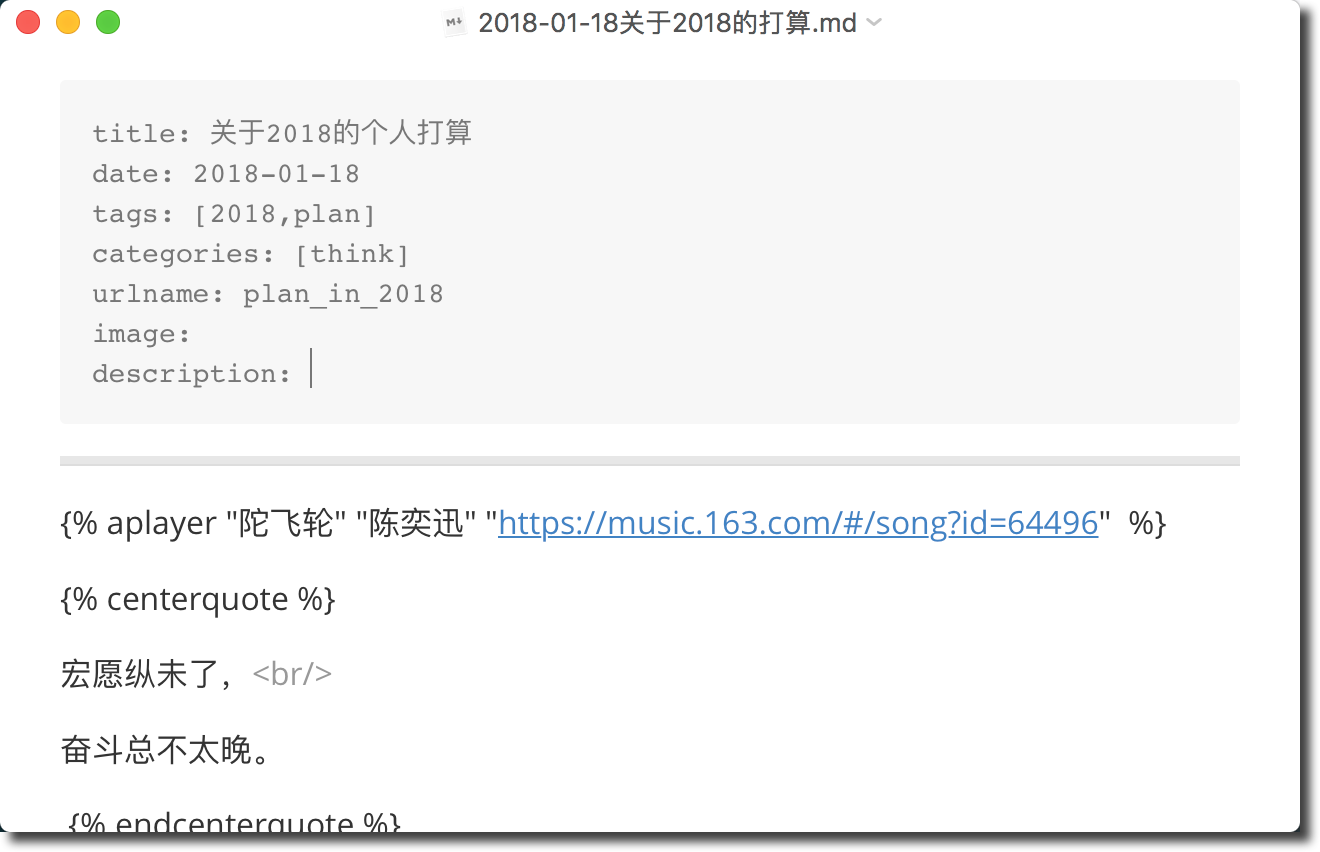 2018-01-18关于2018的打算.md
title: 关于2018的个人打算
date: 2018-01-18
tags: [2018,plan]
categories: [think]
urlname: plan_in_2018
image:
description:
{% aplayer "陀飞轮" "陈奕迅" "https://music.163.com/#/song?id=64496"  %}
{% centerquote %}
宏愿纵未了，<br/>
奋斗总不太晚。
{% endcenterquote %}